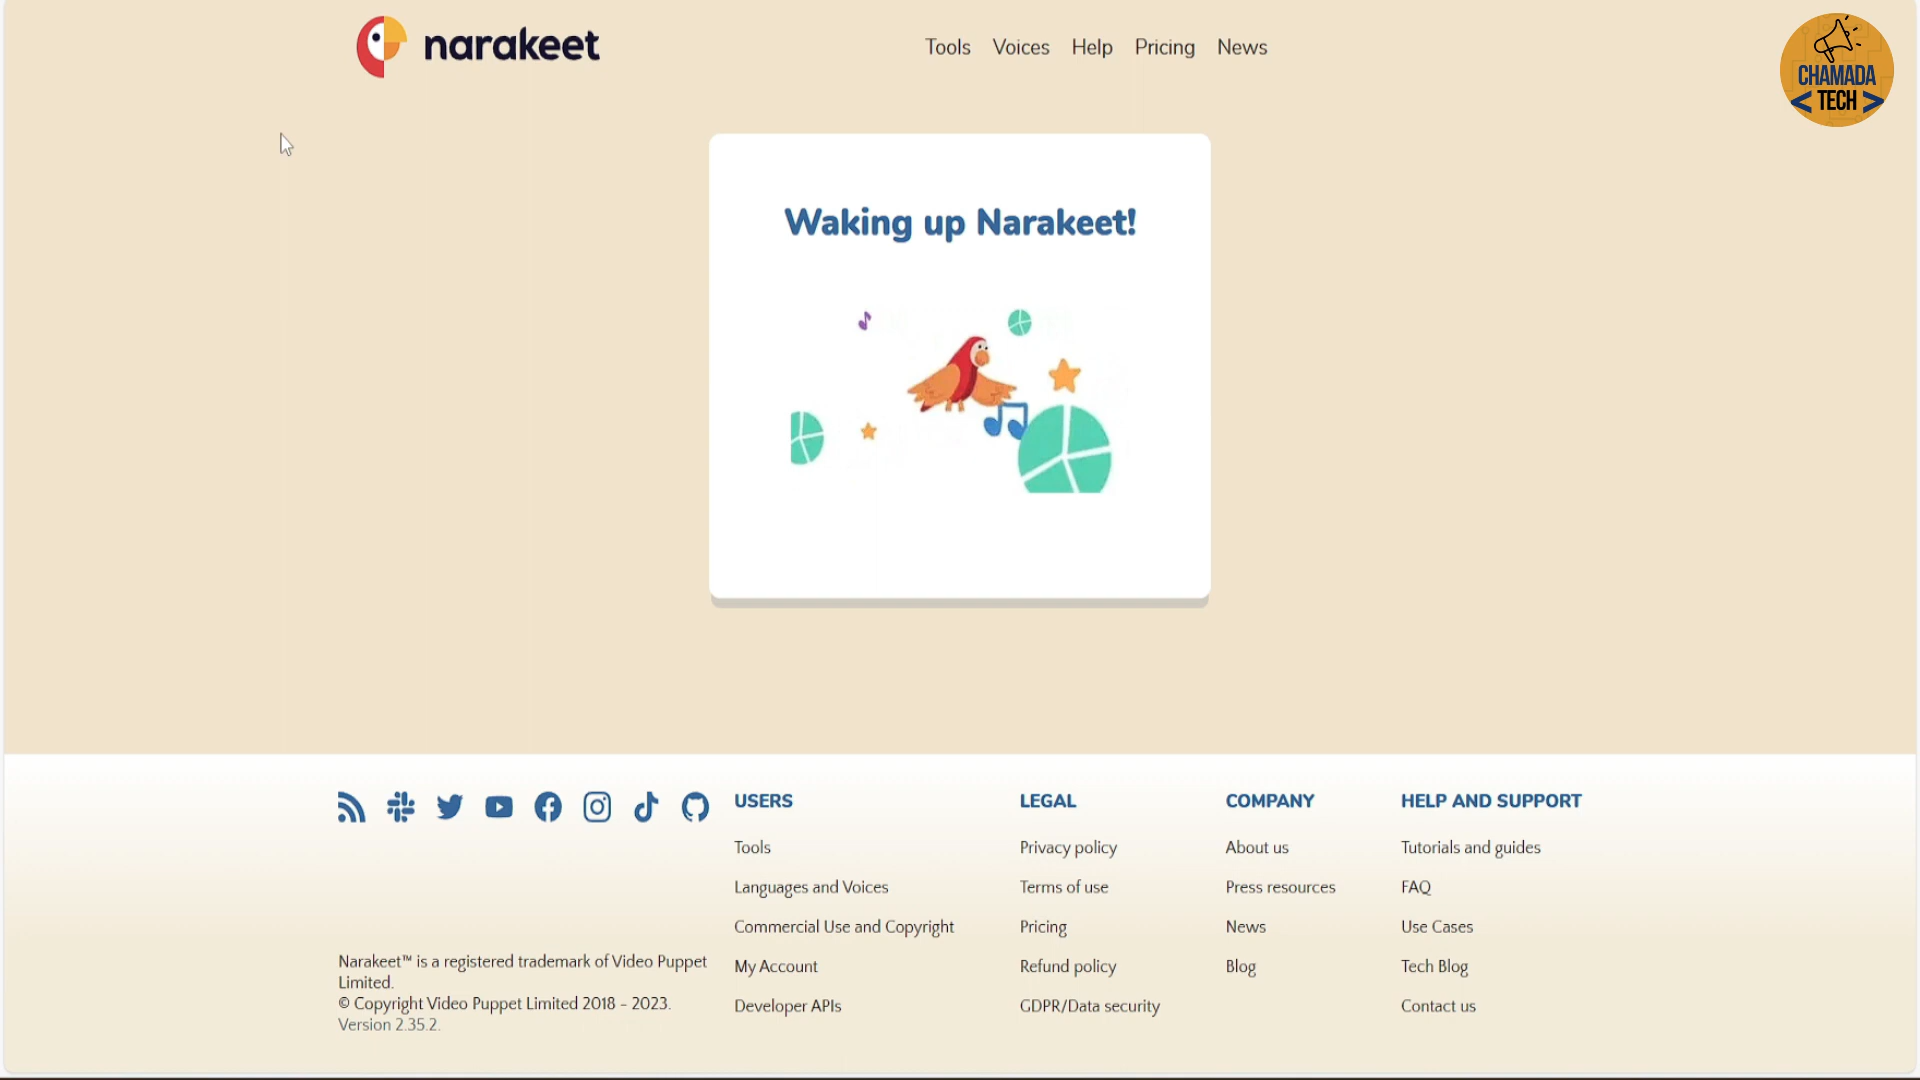 narakeet
Tools Voices Help Pricing News
CHAMADA
< TECH >
Waking up Narakeet!
USERS
Tools
Languages and Voices
Commercial Use and Copyright
My Account
Developer APIs
LEGAL
Privacy policy
Terms of use
Pricing
Refund policy
GDPR/Data security
COMPANY
About us
Press resources
News
Blog
HELP AND SUPPORT
Tutorials and guides
FAQ
Use Cases
Tech Blog
Contact us
Narakeet™ is a registered trademark of Video Puppet
Limited.
© Copyright Video Puppet Limited 2018 - 2023.
Version 2.35.2.